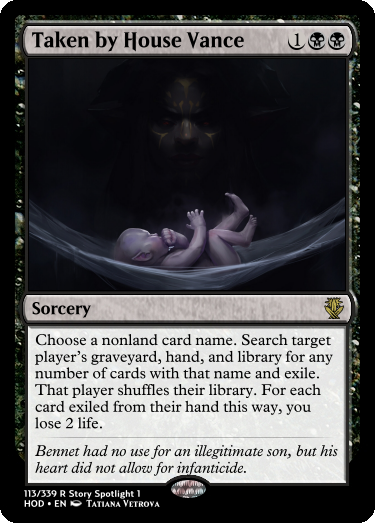 Taken by House Vance 1
Sorcery
Choose a nonland card name. Search target
player's graveyard, hand, and library for any
number of cards with that name and exile.
That player shuffles their library. For each
card exiled from their hand this way, you
lose 2 life.
Bennet had no use for an illegitimate son, but his
heart did not allow for infanticide.
113/339 R Story Spotlight 1
HOD • EN Tatiana Vetrova